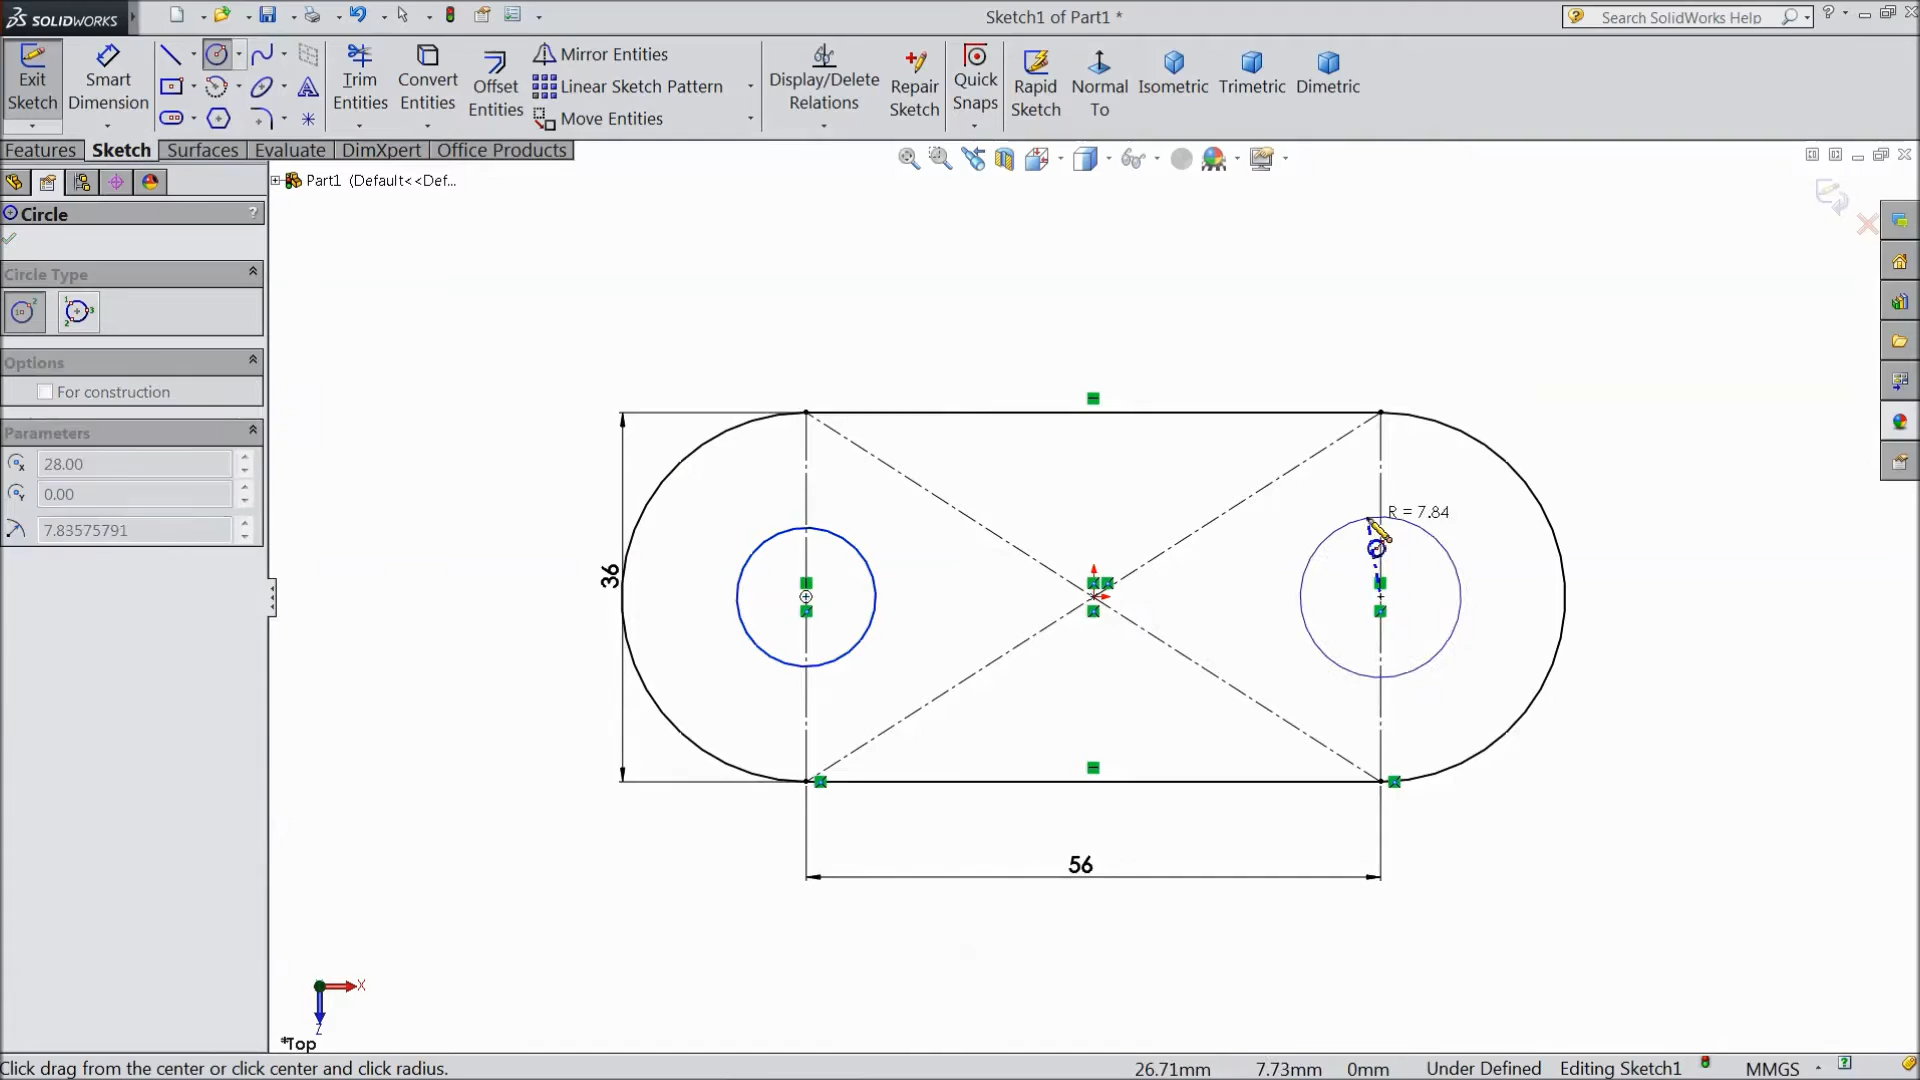 SOLIDWORKS
Sketch1 of Part1 *
Search SolidWorks Help
Exit Sketch
Smart Dimension
Trim Entities
Convert Entities
Offset Entities
Mirror Entities
Linear Sketch Pattern
Move Entities
Display/Delete Relations
Repair Sketch
Quick Snaps
Rapid Sketch
Normal To
Isometric
Trimetric
Dimetric
Features
Sketch
Surfaces
Evaluate
DimXpert
Office Products
Part1 (Default<<Def...
Circle
?
Circle Type
Options
For construction
Parameters
28.00
0.00
7.83575791
R = 7.84
36
56
X
Z
*Top
Click drag from the center or click center and click radius.
26.71mm
7.73mm
0mm
Under Defined
Editing Sketch1
MMGS